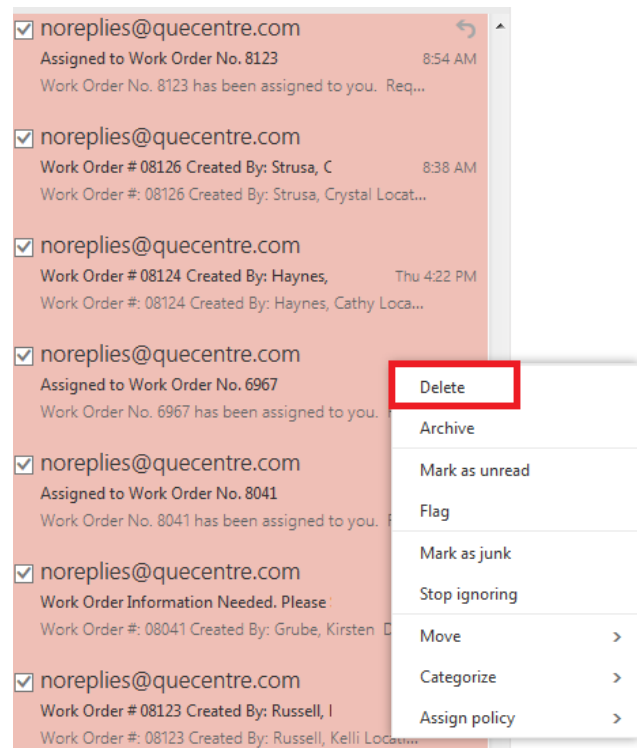 noreplies@quecentre.com
Assigned to Work Order No. 8123 8:54 AM
Work Order No. 8123 has been assigned to you. Req...
noreplies@quecentre.com
Work Order # 08126 Created By: Strusa, C 8:38 AM
Work Order #: 08126 Created By: Strusa, Crystal Locat...
noreplies@quecentre.com
Work Order # 08124 Created By: Haynes, Thu 4:22 PM
Work Order #: 08124 Created By: Haynes, Cathy Loca...
noreplies@quecentre.com
Assigned to Work Order No. 6967
Work Order No. 6967 has been assigned to you.
noreplies@quecentre.com
Assigned to Work Order No. 8041
Work Order No. 8041 has been assigned to you.
noreplies@quecentre.com
Work Order Information Needed. Please
Work Order #: 08041 Created By: Grube, Kirsten D
noreplies@quecentre.com
Work Order # 08123 Created By: Russell, I
Work Order #: 08123 Created By: Russell, Kelli Locati...
Delete
Archive
Mark as unread
Flag
Mark as junk
Stop ignoring
Move
Categorize
Assign policy